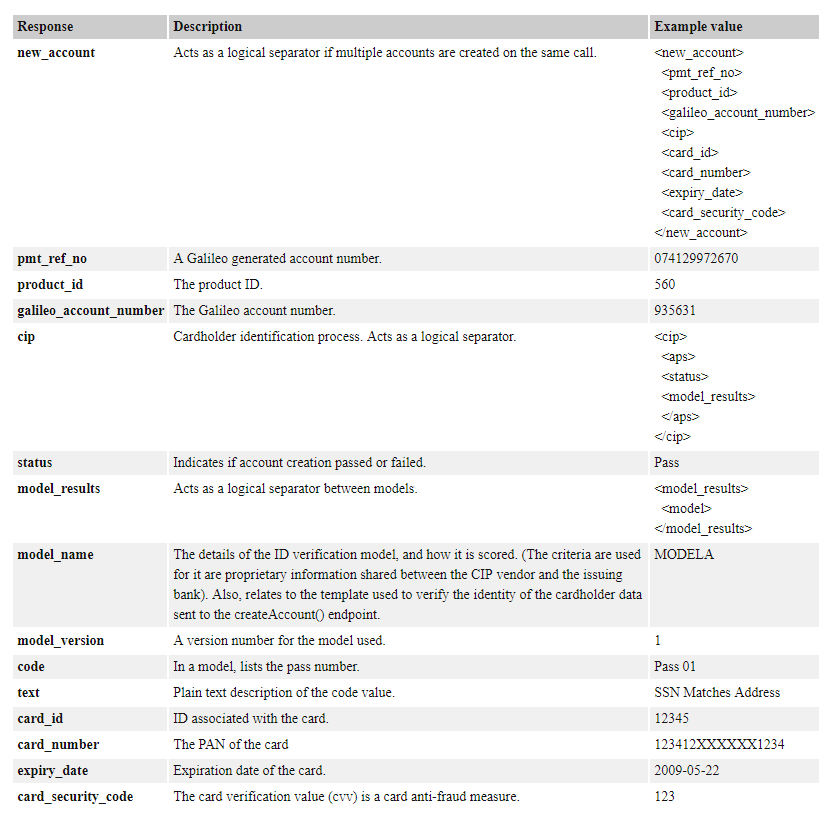 Response Description Example value
new_account Acts as a logical separator if multiple accounts are created on the same call. <new_account>
<pmt_ref_no>
<product_id>
<galileo_account_number>
<cip>
<card_id>
<card_number>
<expiry_date>
<card_security_code>
</new_account>
pmt_ref_no A Galileo generated account number. 074129972670
product_id The product ID. 560
galileo_account_number The Galileo account number. 935631
cip Cardholder identification process. Acts as a logical separator. <cip>
<aps>
<status>
<model_results>
</aps>
</cip>
status Indicates if account creation passed or failed. Pass
model_results Acts as a logical separator between models. <model_results>
<model>
</model_results>
model_name The details of the ID verification model, and how it is scored. (The criteria are used MODELA
for it are proprietary information shared between the CIP vendor and the issuing
bank). Also, relates to the template used to verify the identity of the cardholder data
sent to the createAccount() endpoint.
model_version A version number for the model used. 1
code In a model, lists the pass number. Pass 01
text Plain text description of the code value. SSN Matches Address
card_id ID associated with the card. 12345
card_number The PAN of the card 123412XXXXXX1234
expiry_date Expiration date of the card. 2009-05-22
card_security_code The card verification value (cvv) is a card anti-fraud measure. 123